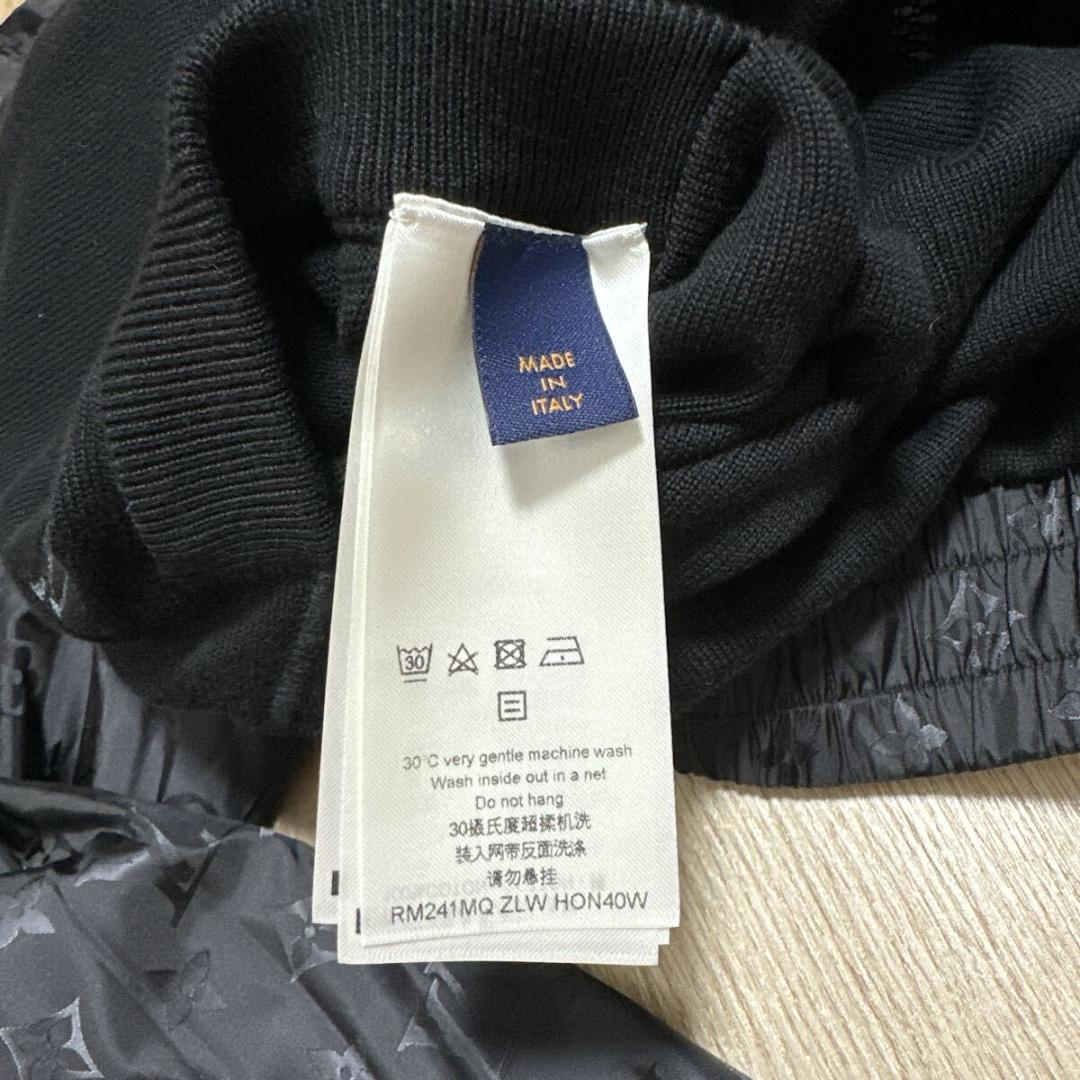 MADE
IN
ITALY
30
30°C very gentle machine wash
Wash inside out in a net
Do not hang
30摄氏度超揉机洗
装入网带反面洗涤
请勿悬挂
RM241MQ ZLW HON40W